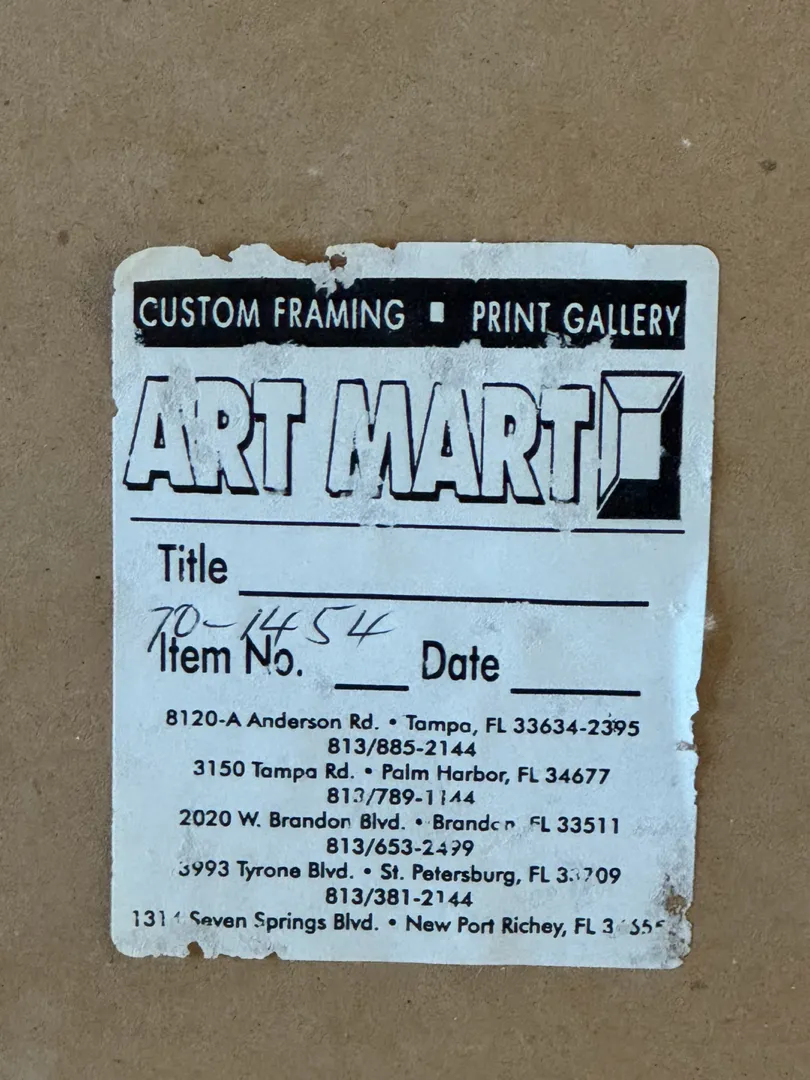 CUSTOM FRAMING ▪ PRINT GALLERY
ART MART
Title
70-1454
Item No. Date
8120-A Anderson Rd. • Tampa, FL 33634-2395
813/885-2144
3150 Tampa Rd. • Palm Harbor, FL 34677
813/789-1144
2020 W. Brandon Blvd. • Brandon FL 33511
813/653-2499
3993 Tyrone Blvd. • St. Petersburg, FL
813/381-2144
Seven Springs Blvd. • New Port Richey, FL